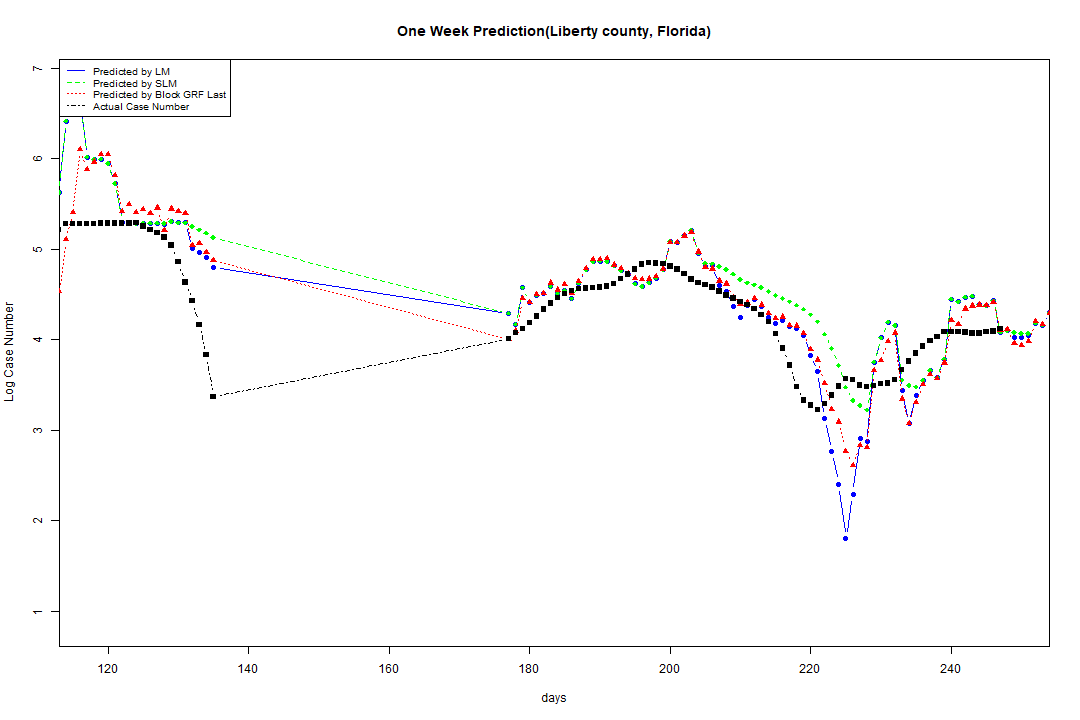 One Week Prediction(Liberty county, Florida)
Predicted by LM
Predicted by SLM
Predicted by Block GRF Last
Actual Case Number
7
6
5
4
3
2
1
Log Case Number
120 140 160 180 200 220 240
days